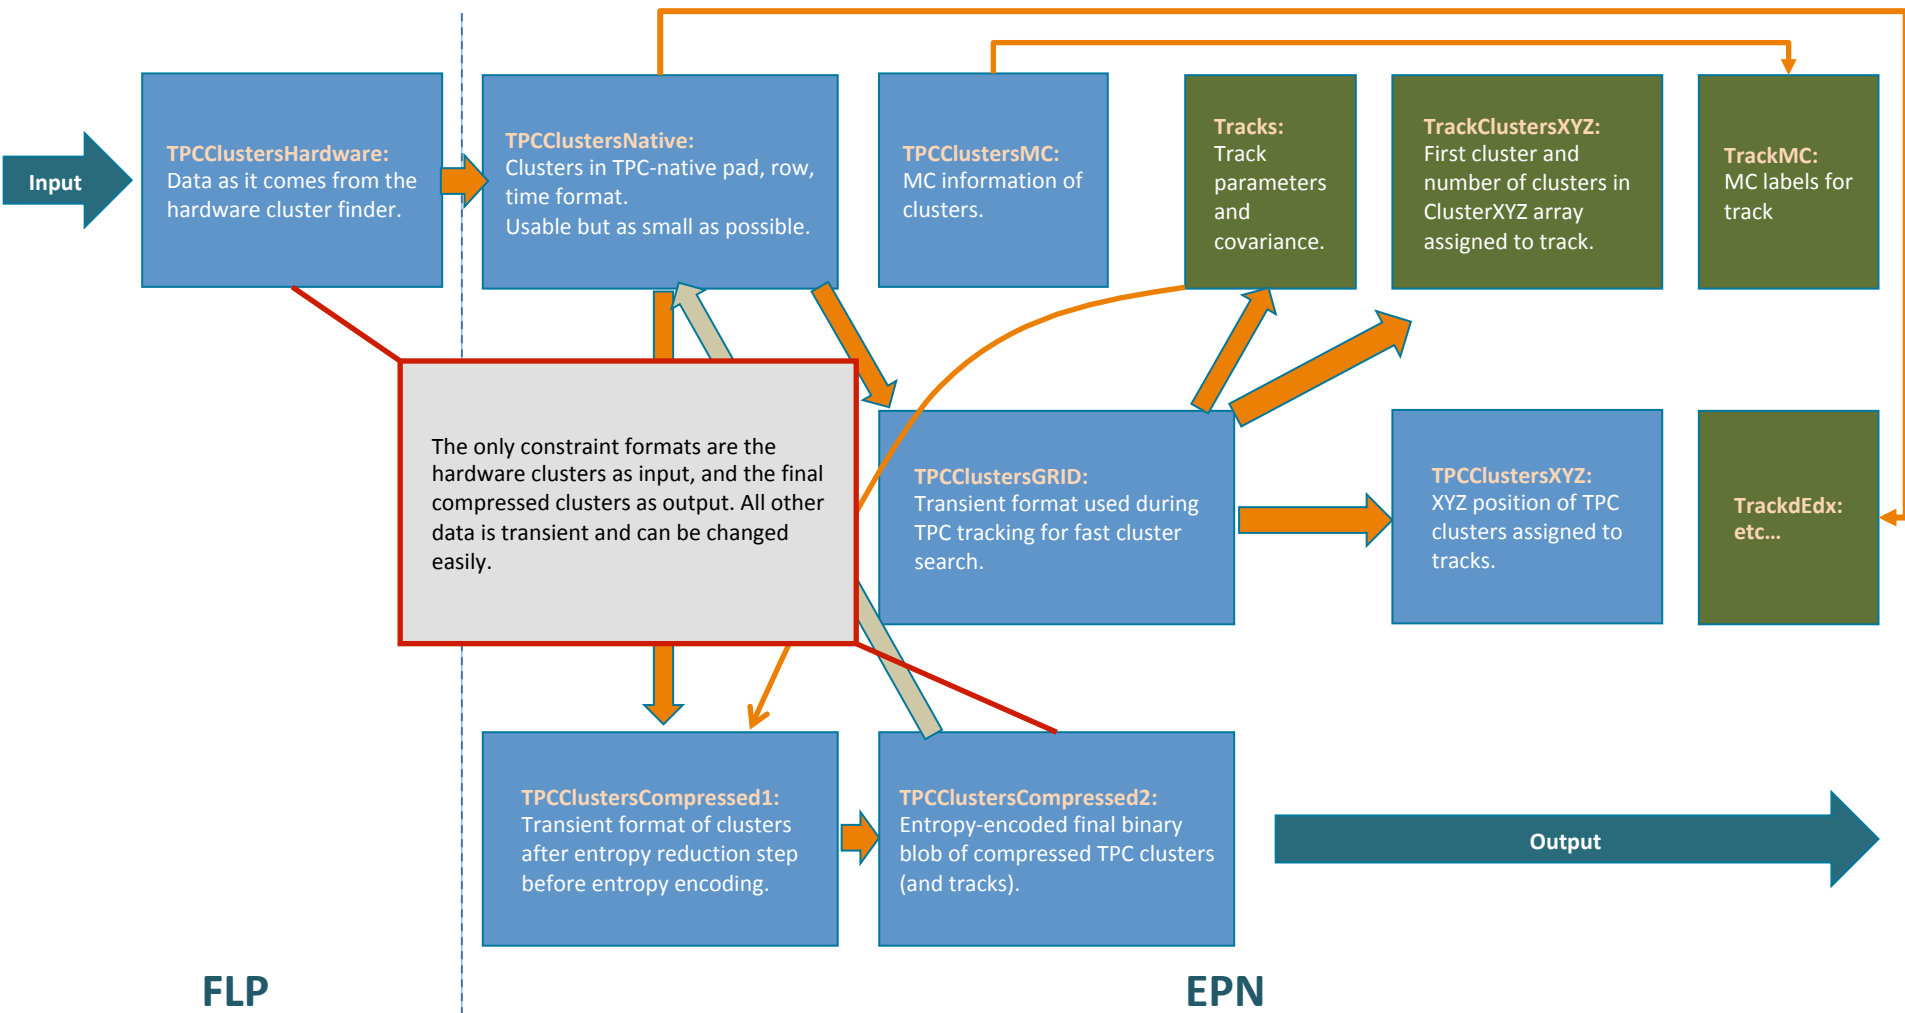 Input
TPCClustersHardware:
Data as it comes from the
hardware cluster finder.
TPCClustersNative:
Clusters in TPC-native pad, row,
time format.
Usable but as small as possible.
TPCClustersMC:
MC information of
clusters.
Tracks:
Track
parameters
and
covariance.
TrackClustersXYZ:
First cluster and
number of clusters in
ClusterXYZ array
assigned to track.
TrackMC:
MC labels for
track
The only constraint formats are the
hardware clusters as input, and the final
compressed clusters as output. All other
data is transient and can be changed
easily.
TPCClustersGRID:
Transient format used during
TPC tracking for fast cluster
search.
TPCClustersXYZ:
XYZ position of TPC
clusters assigned to
tracks.
TrackdEdx:
etc...
TPCClustersCompressed1:
Transient format of clusters
after entropy reduction step
before entropy encoding.
TPCClustersCompressed2:
Entropy-encoded final binary
blob of compressed TPC clusters
(and tracks).
Output
FLP
EPN